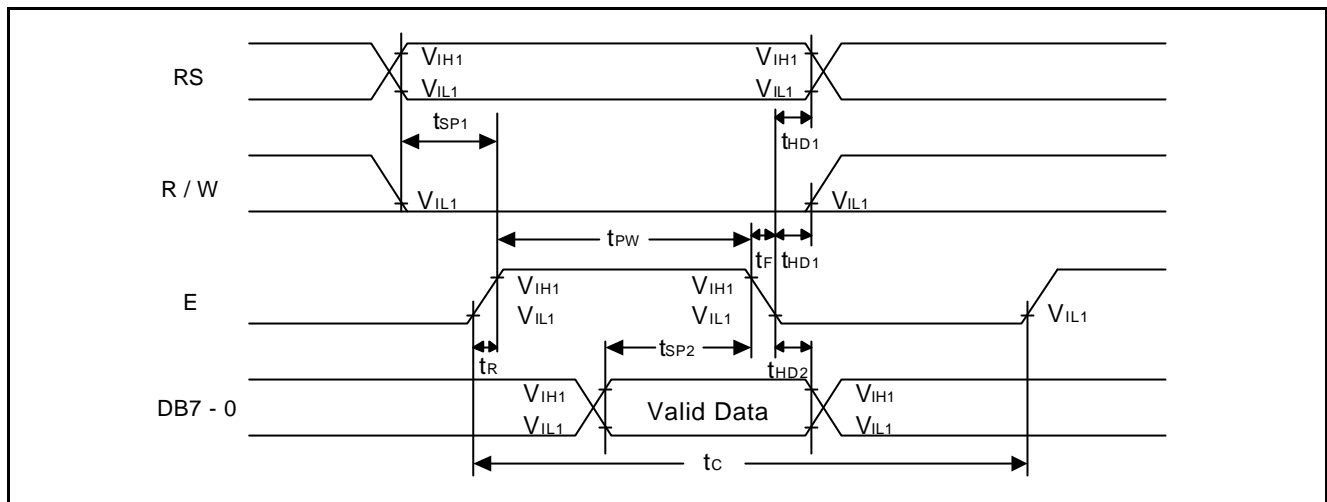 RS
VIH1 VIH1
VIL1 VIL1
tSP1
tHD1
R / W
VIL1 VIL1
tPW
tF tHD1
E
VIH1 VIH1
VIL1 VIL1 VIL1
tSP2
tR
tHD2
DB7 - 0
VIH1 VIH1
Valid Data
VIL1 VIL1
tC